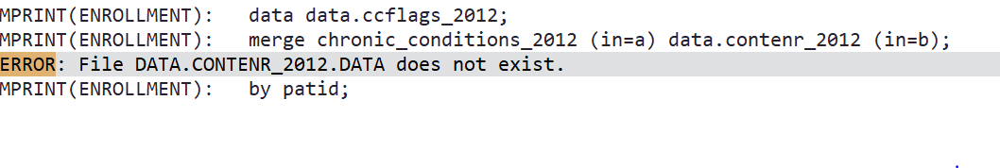 MPRINT(ENROLLMENT):   data data.ccflags_2012;
MPRINT(ENROLLMENT):   merge chronic_conditions_2012 (in=a) data.contenr_2012 (in=b);
ERROR: File DATA.CONTENR_2012.DATA does not exist.
MPRINT(ENROLLMENT):   by patid;